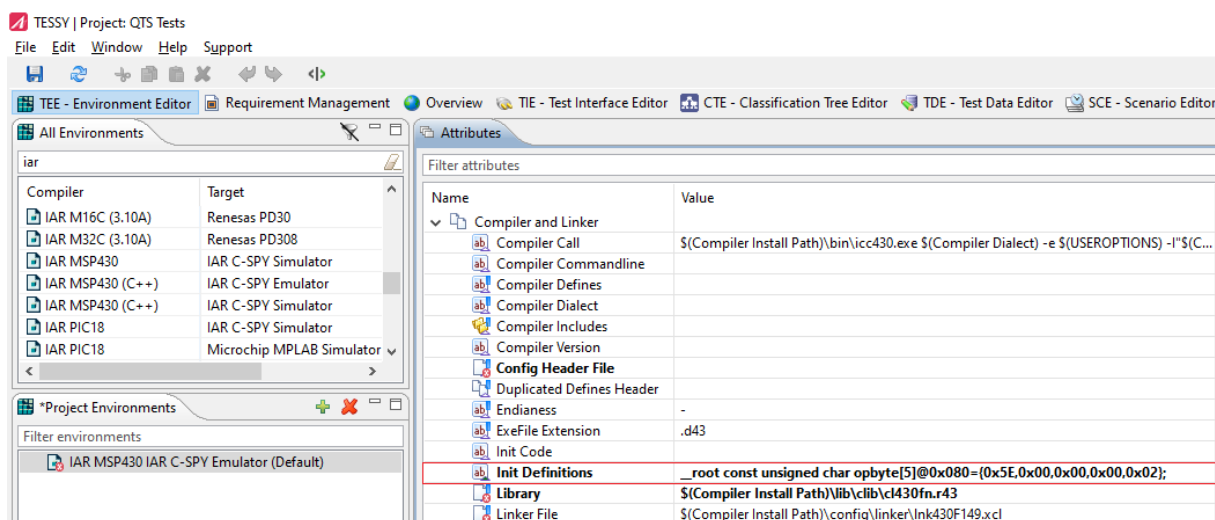 TESSY | Project: QTS Tests
File Edit Window Help Support
TEE - Environment Editor Requirement Management Overview TIE - Test Interface Editor CTE - Classification Tree Editor TDE - Test Data Editor SCE - Scenario Editor
All Environments
iar
Compiler Target
IAR M16C (3.10A) Renesas PD30
IAR M32C (3.10A) Renesas PD308
IAR MSP430 IAR C-SPY Simulator
IAR MSP430 (C++) IAR C-SPY Emulator
IAR MSP430 (C++) IAR C-SPY Simulator
IAR PIC18 IAR C-SPY Simulator
IAR PIC18 Microchip MPLAB Simulator
*Project Environments
Filter environments
IAR MSP430 IAR C-SPY Emulator (Default)
Attributes
Filter attributes
Name Value
Compiler and Linker
Compiler Call $(Compiler Install Path)\bin\icc430.exe $(Compiler Dialect) -e $(USEROPTIONS) -I"$(C...
Compiler Commandline
Compiler Defines
Compiler Dialect
Compiler Includes
Compiler Version
Config Header File
Duplicated Defines Header
Endianess -
ExeFile Extension .d43
Init Code
Init Definitions __root const unsigned char opbyte[5]@0x080={0x5E,0x00,0x00,0x00,0x02};
Library $(Compiler Install Path)\lib\clib\cl430fn.r43
Linker File $(Compiler Install Path)\config\linker\lnk430F149.xcl